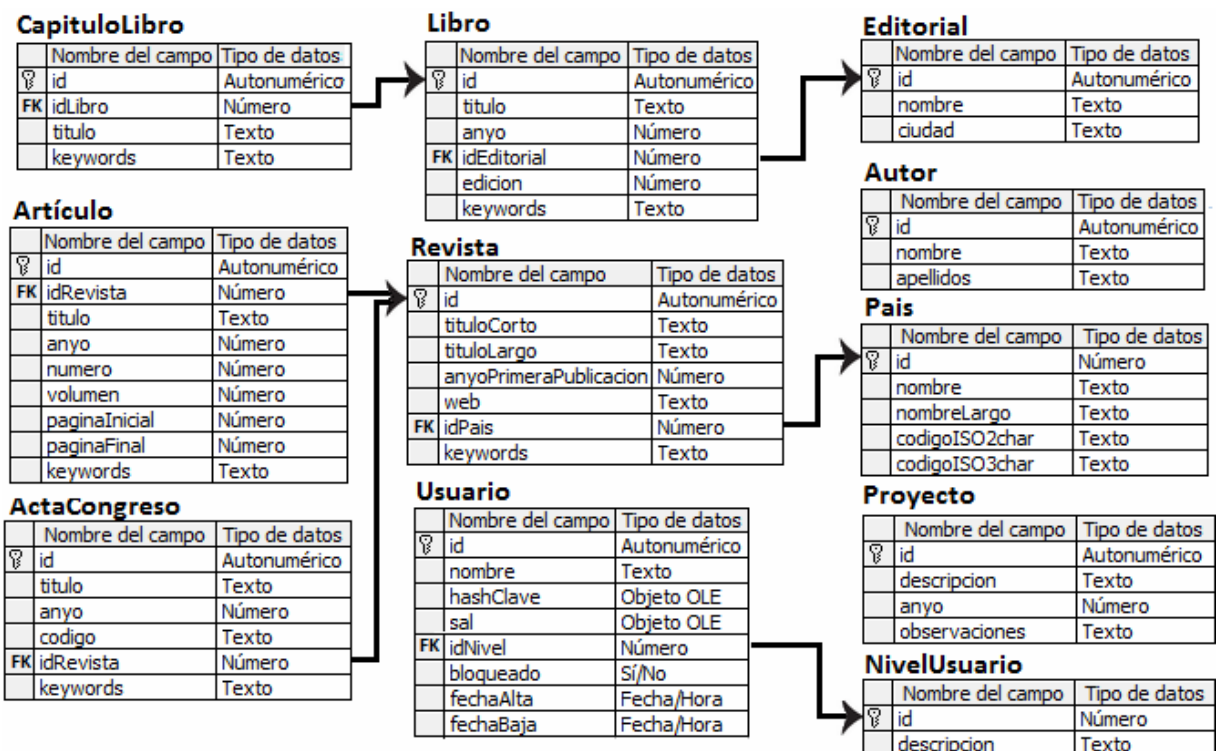 CapituloLibro
Nombre del campo Tipo de datos
id Autonumérico
FK idLibro Número
titulo Texto
keywords Texto
Libro
Nombre del campo Tipo de datos
id Autonumérico
titulo Texto
anyo Número
FK idEditorial Número
edicion Número
keywords Texto
Editorial
Nombre del campo Tipo de datos
id Autonumérico
nombre Texto
ciudad Texto
Autor
Nombre del campo Tipo de datos
id Autonumérico
nombre Texto
apellidos Texto
Artículo
Nombre del campo Tipo de datos
id Autonumérico
FK idRevista Número
titulo Texto
anyo Número
numero Número
volumen Número
paginaInicial Número
paginaFinal Número
keywords Texto
Revista
Nombre del campo Tipo de datos
id Autonumérico
tituloCorto Texto
tituloLargo Texto
anyoPrimeraPublicacion Número
web Texto
FK idPais Número
keywords Texto
Pais
Nombre del campo Tipo de datos
id Número
nombre Texto
nombreLargo Texto
codigoISO2char Texto
codigoISO3char Texto
ActaCongreso
Nombre del campo Tipo de datos
id Autonumérico
titulo Texto
anyo Número
codigo Texto
FK idRevista Número
keywords Texto
Usuario
Nombre del campo Tipo de datos
id Autonumérico
nombre Texto
hashClave Objeto OLE
sal Objeto OLE
FK idNivel Número
bloqueado Sí/No
fechaAlta Fecha/Hora
fechaBaja Fecha/Hora
Proyecto
Nombre del campo Tipo de datos
id Autonumérico
descripcion Texto
anyo Número
observaciones Texto
NivelUsuario
Nombre del campo Tipo de datos
id Número
descripcion Texto